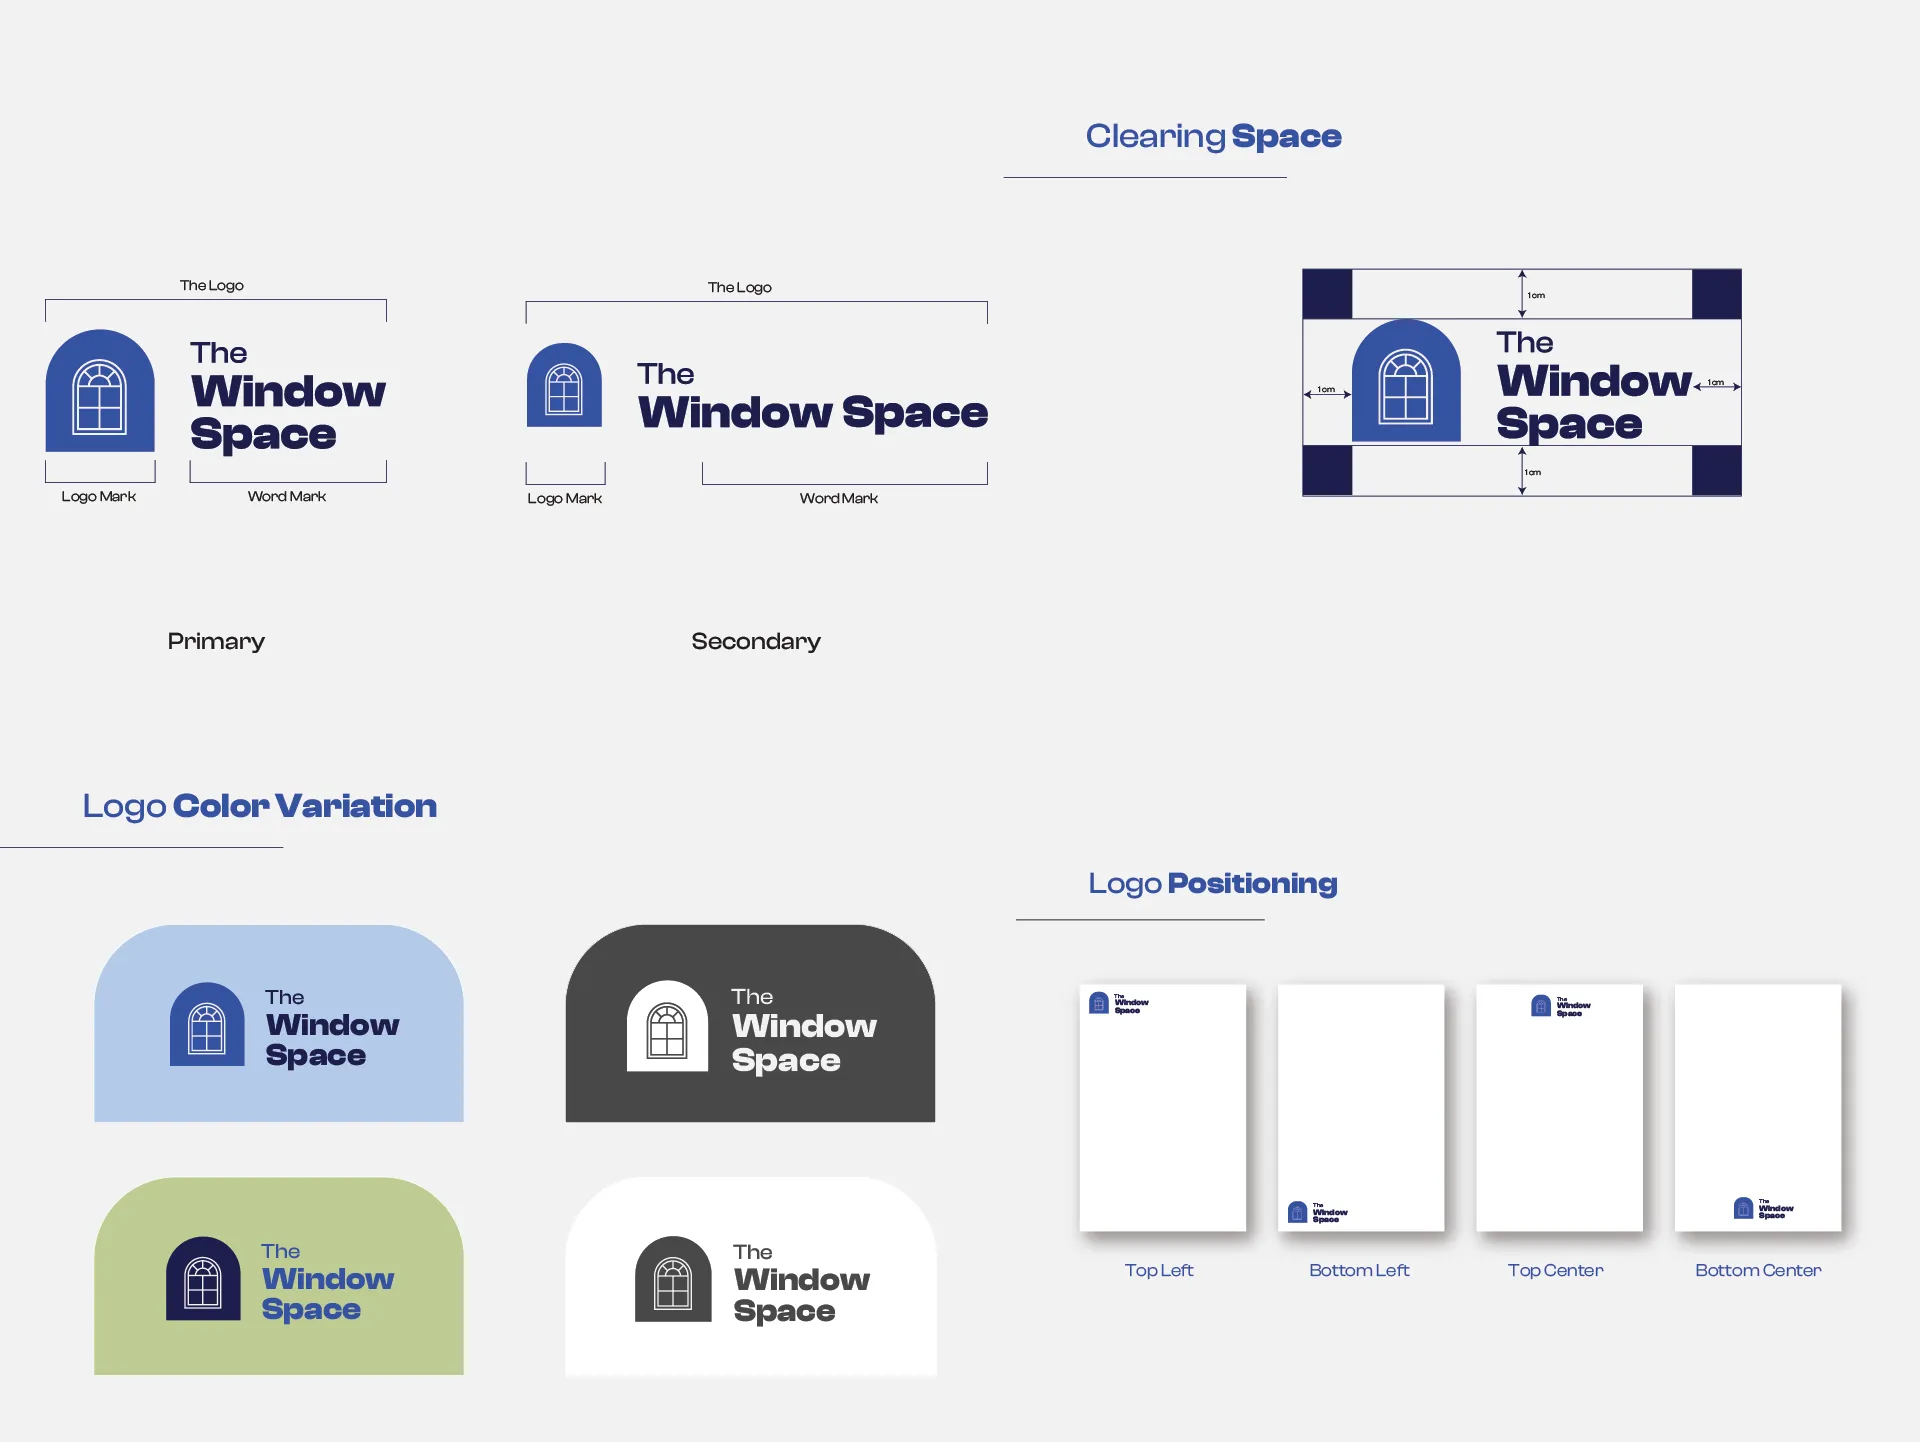 Clearing Space
The Logo
The
Window
Space
Logo Mark
Word Mark
Primary
The Logo
The
Window Space
Logo Mark
Word Mark
Secondary
1cm
1cm
The
Window
Space
1cm
1cm
Logo Color Variation
The
Window
Space
The
Window
Space
The
Window
Space
The
Window
Space
Logo Positioning
The
Window
Space
Top Left
The
Window
Space
Bottom Left
The
Window
Space
Top Center
The
Window
Space
Bottom Center